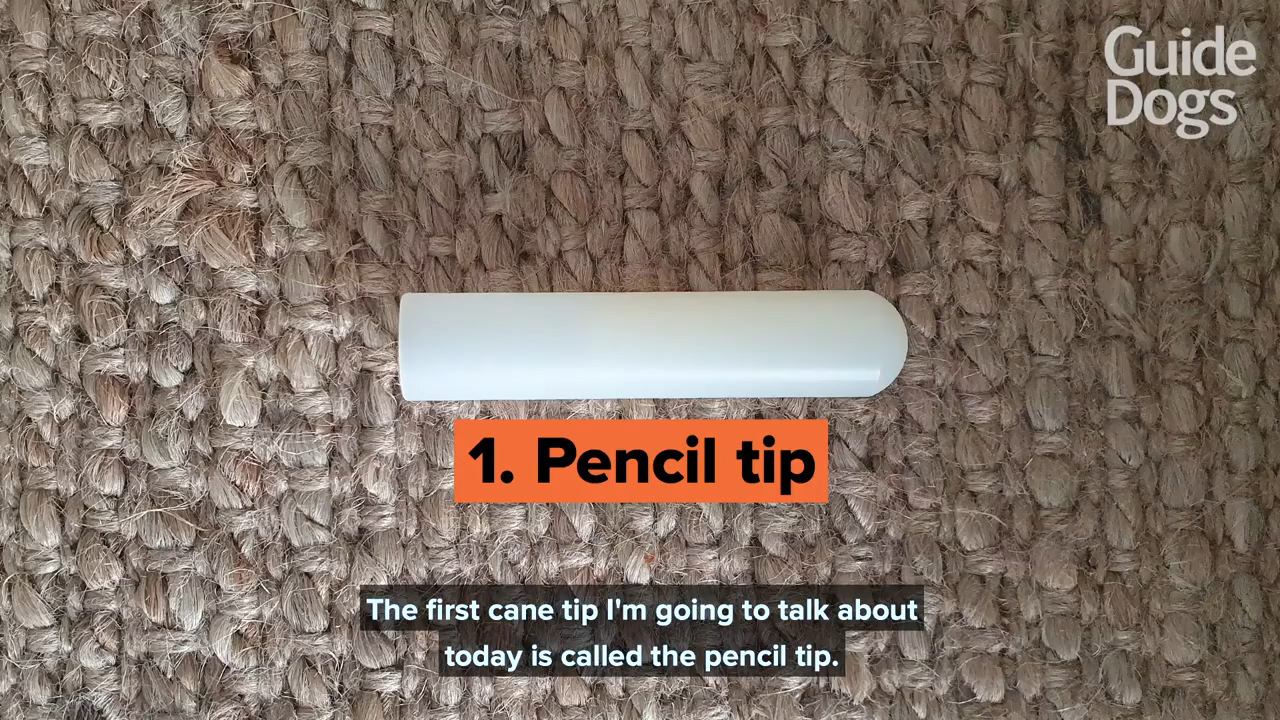 Guide
Dogs
1. Pencil tip
The first cane tip I'm going to talk about
today is called the pencil tip.